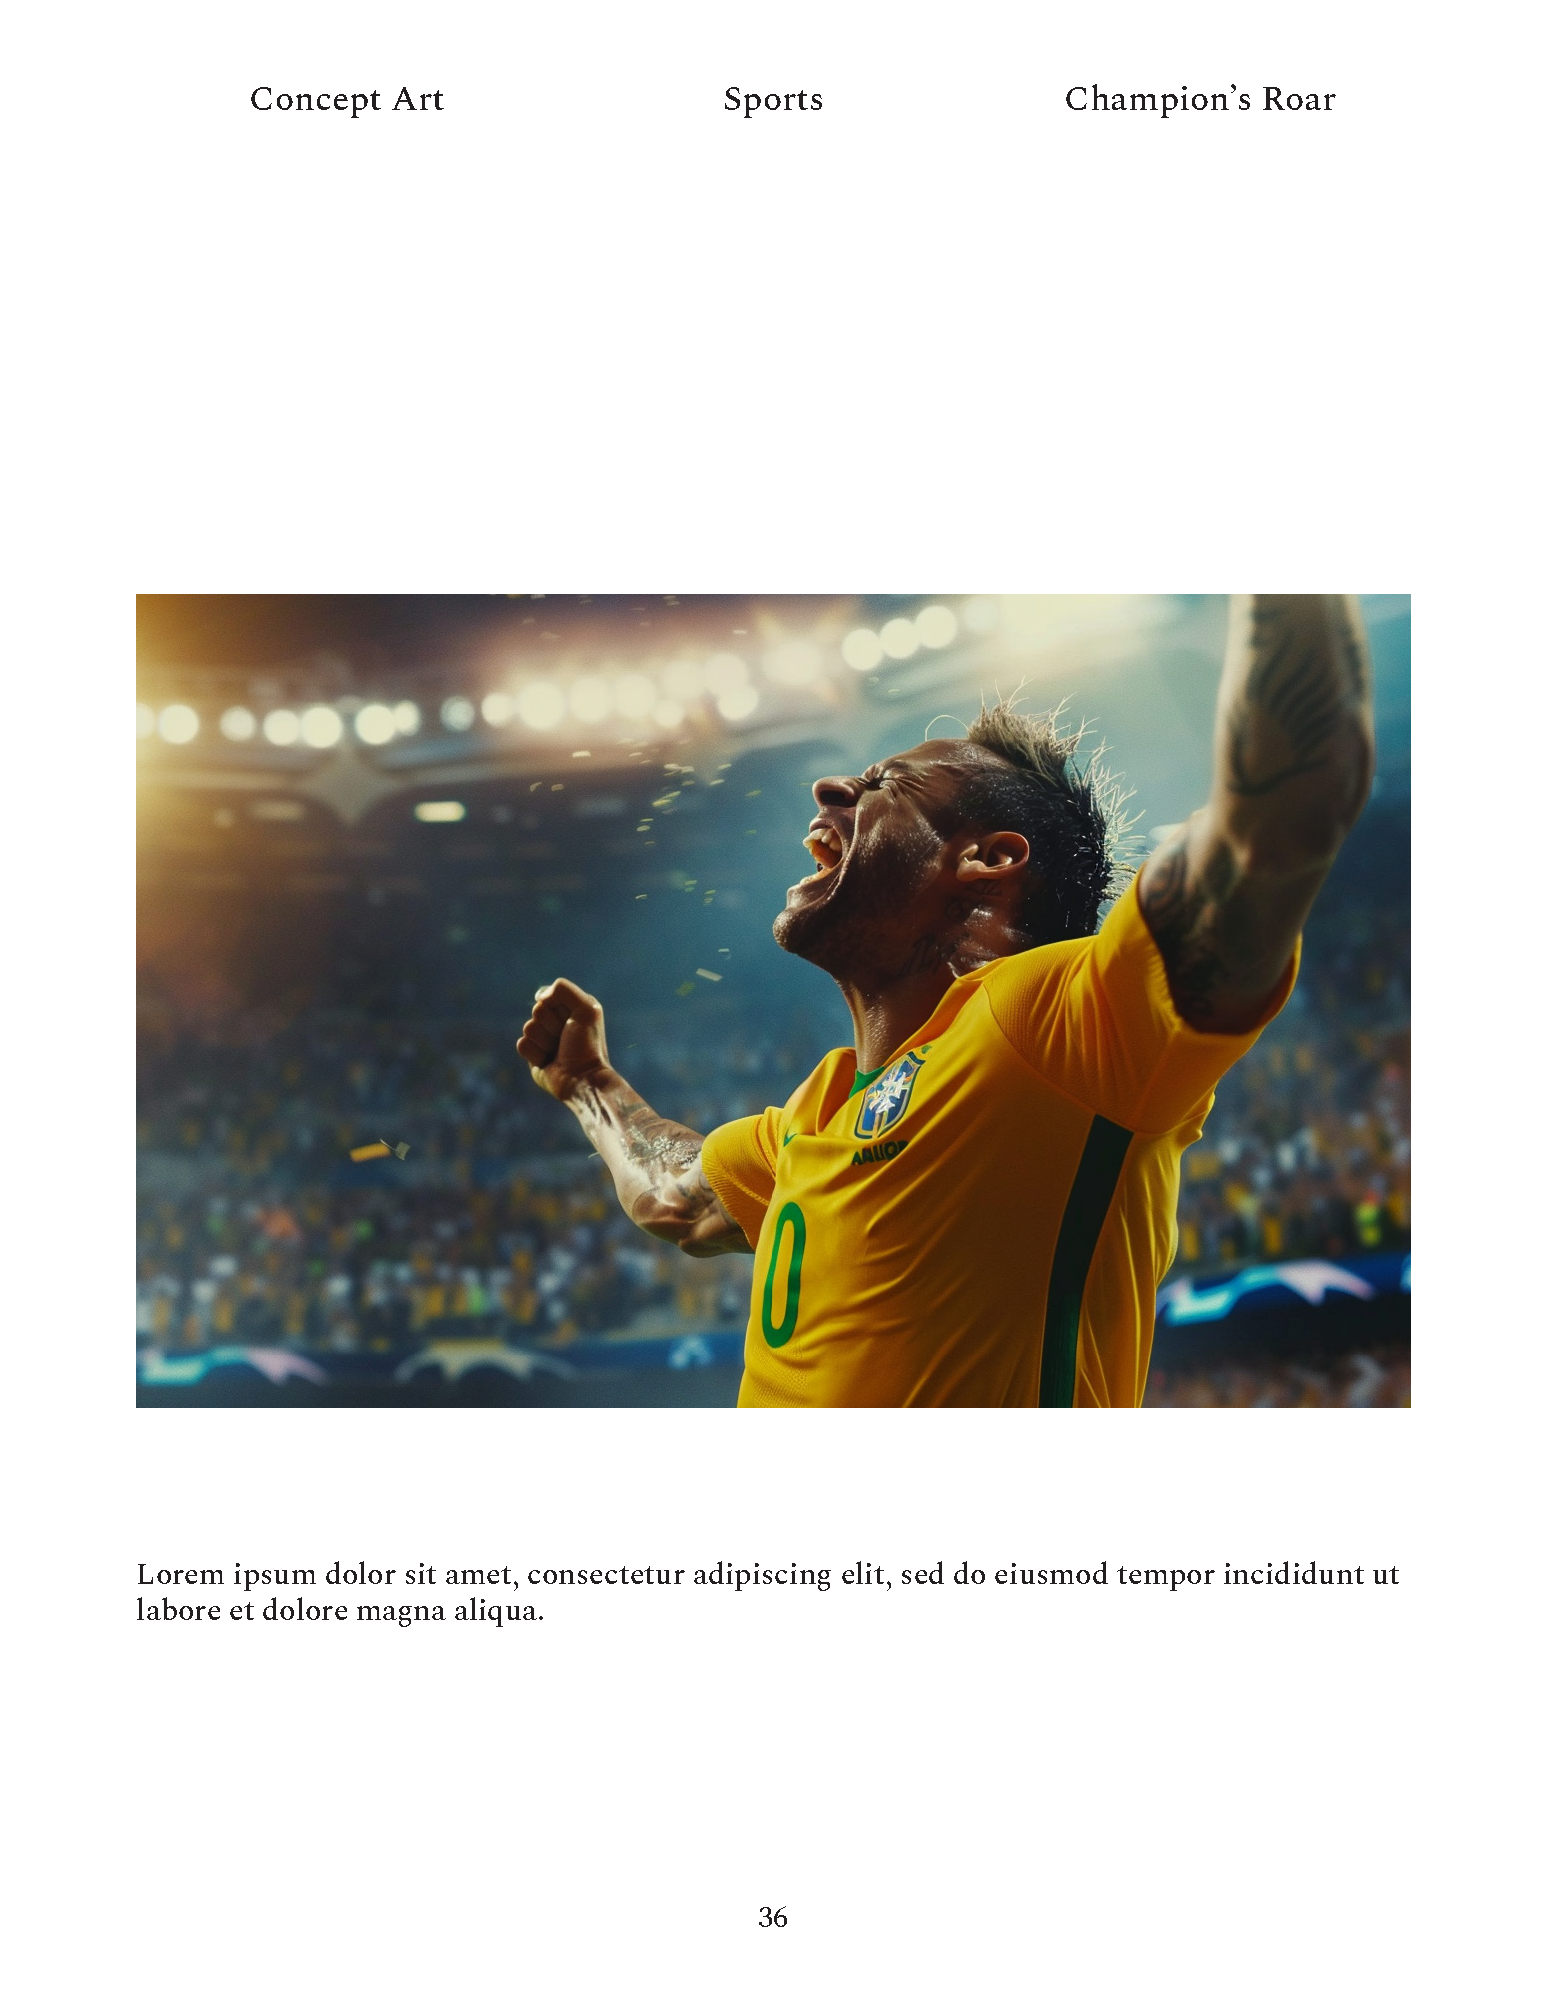 Concept Art Sports Champion’s Roar
0
Lorem ipsum dolor sit amet, consectetur adipiscing elit, sed do eiusmod tempor incididunt ut
labore et dolore magna aliqua.
36